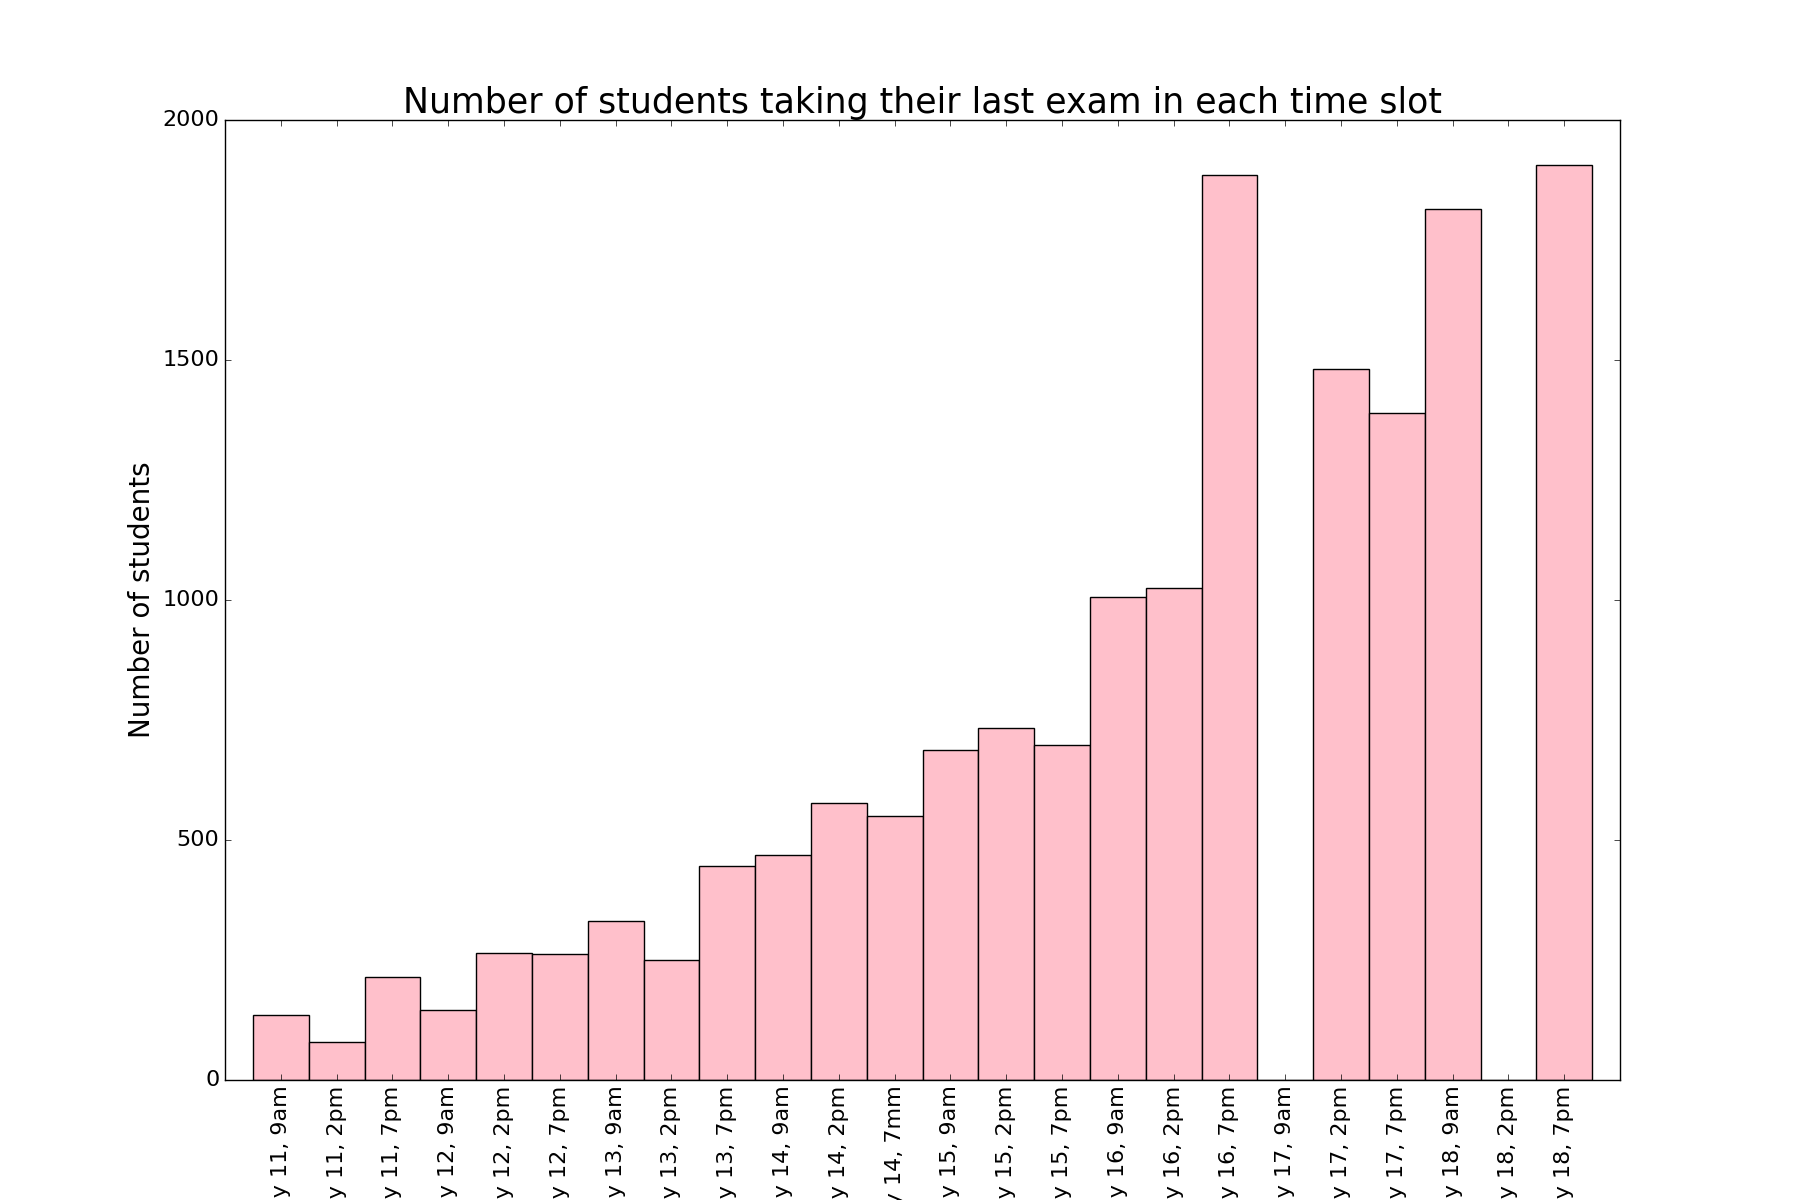 Number of students taking their last exam in each time slot
Number of students
2000
1500
1000
500
0
y 11, 9am
y 11, 2pm
y 11, 7pm
y 12, 9am
y 12, 2pm
y 12, 7pm
y 13, 9am
y 13, 2pm
y 13, 7pm
y 14, 9am
y 14, 2pm
y 14, 7mm
y 15, 9am
y 15, 2pm
y 15, 7pm
y 16, 9am
y 16, 2pm
y 16, 7pm
y 17, 9am
y 17, 2pm
y 17, 7pm
y 18, 9am
y 18, 2pm
y 18, 7pm